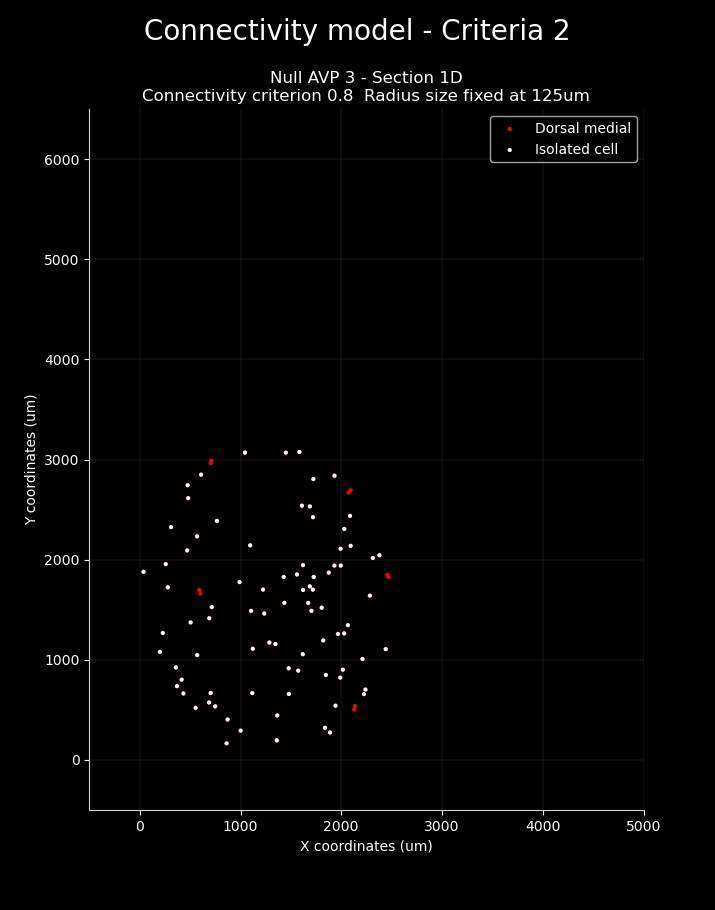 Connectivity model - Criteria 2
Null AVP 3 - Section 1D
Connectivity criterion 0.8  Radius size fixed at 125um
Dorsal medial
Isolated cell
6000
5000
4000
3000
2000
1000
0
Y coordinates (um)
0 1000 2000 3000 4000 5000
X coordinates (um)